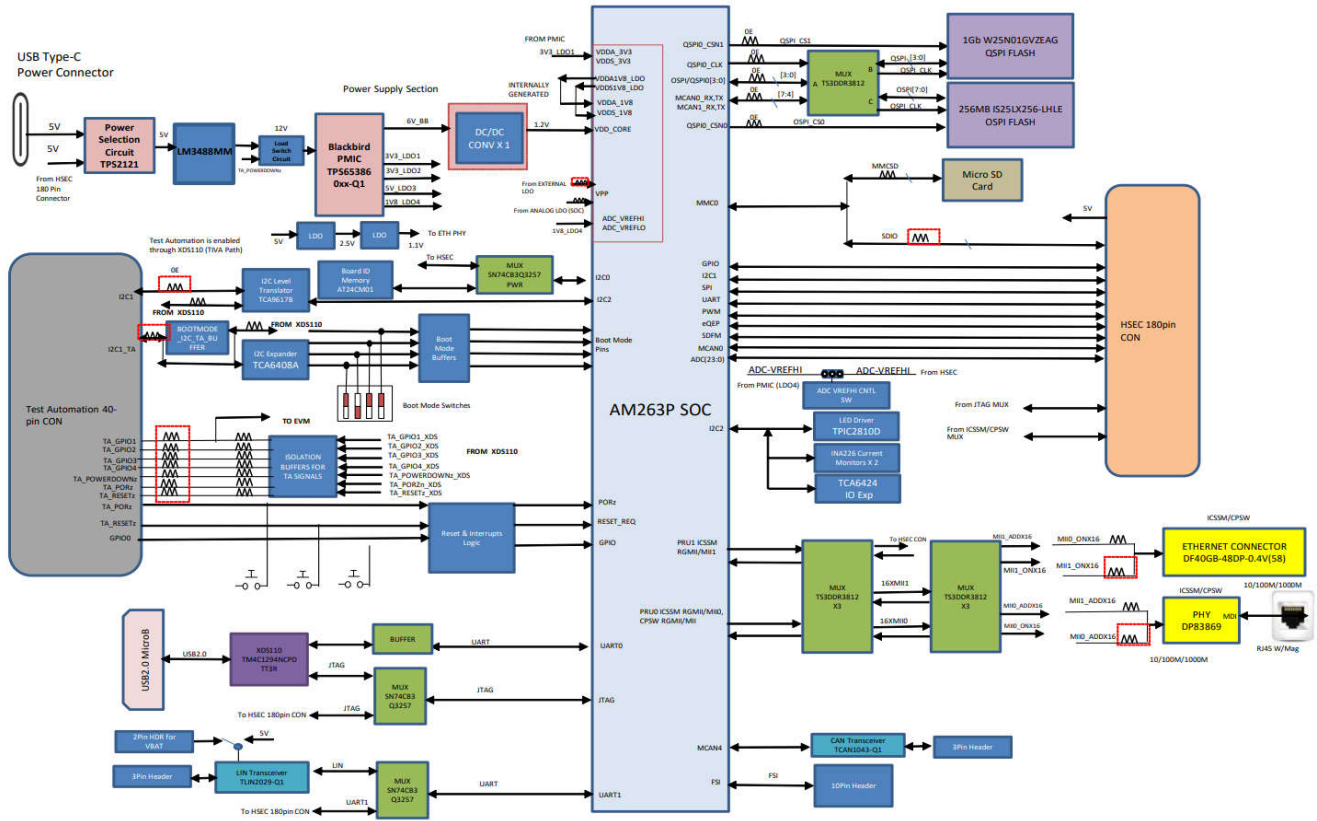 USB Type-C
Power Connector
5V
5V
From HSEC
180 Pin
Connector
Power
Selection
Circuit
TPS2121
5V
LM3488MM
12V
Load
Switch
Circuit
TA_POWERDOWNz
Power Supply Section
Blackbird
PMIC
TPS65386
0xx-Q1
6V_BB
3V3_LDO1
3V3_LDO2
5V_LDO3
1V8_LDO4
DC/DC
CONV X 1
1.2V
5V
LDO
2.5V
LDO
1.1V
To ETH PHY
FROM PMIC
3V3_LDO1
VDDA_3V3
VDDS_3V3
VDDA1V8_LDO
VDDS1V8_LDO
INTERNALLY
GENERATED
VDDA_1V8
VDDS_1V8
VDD_CORE
From EXTERNAL
LDO
VPP
From ANALOG LDO (SOC)
ADC_VREFHI
ADC_VREFLO
1V8_LDO4
AM263P SOC
Test Automation is enabled
through XDS110 (TIVA Path)
Test Automation 40-
pin CON
0E
I2C1
FROM XDS110
I2C Level
Translator
TCA9617B
Board ID
Memory
AT24CM01
To HSEC
MUX
SN74CB3Q3257
PWR
I2C0
I2C2
I2C1_TA
BOOTMODE
_I2C_TA_BU
FFER
FROM XDS110
I2C Expander
TCA6408A
Boot
Mode
Buffers
Boot Mode
Pins
Boot Mode Switches
TO EVM
TA_GPIO1
TA_GPIO2
TA_GPIO3
TA_GPIO4
TA_POWERDOWNz
TA_PORz
TA_RESETz
TA_PORz
TA_RESETz
GPIO0
ISOLATION
BUFFERS FOR
TA SIGNALS
TA_GPIO1_XDS
TA_GPIO2_XDS
TA_GPIO3_XDS
TA_GPIO4_XDS
TA_POWERDOWNz_XDS
TA_PORZn_XDS
TA_RESETz_XDS
FROM XDS110
Reset & Interrupts
Logic
PORz
RESET_REQ
GPIO
USB2.0 MicroB
USB2.0
XDS110
TM4C1294NCPD
TT3R
BUFFER
UART
UART0
JTAG
MUX
SN74CB3
Q3257
JTAG
JTAG
To HSEC 180pin CON
JTAG
2Pin HDR for
VBAT
5V
3Pin Header
LIN Transceiver
TLIN2029-Q1
LIN
MUX
SN74CB3
Q3257
UART
UART1
To HSEC 180pin CON
UART1
QSPI0_CSN1
0E
QSPI_CS1
QSPI0_CLK
0E
OSPI/QSPI0[3:0]
0E
[3:0]
MCAN0_RX,TX
MCAN1_RX,TX
0E
[7:4]
QSPI0_CSN0
0E
OSPI_CS0
MUX
TS3DDR3812
A
B
C
[3:0]
QSPI_CLK
OSPI[7:0]
OSPI_CLK
1Gb W25N01GVZEAG
QSPI FLASH
256MB IS25LX256-LHLE
OSPI FLASH
MMC0
MMCSD
Micro SD
Card
SDIO
5V
HSEC 180pin
CON
GPIO
I2C1
SPI
UART
PWM
eQEP
SDFM
MCAN0
ADC(23:0)
ADC-VREFHI
ADC-VREFHI
From HSEC
From PMIC (LDO4)
ADC VREFHI CNTL
SW
From JTAG MUX
From ICSSM/CPSW
MUX
I2C2
LED Driver
TPIC2810D
INA226 Current
Monitors X 2
TCA6424
IO Exp
PRU1 ICSSM
RGMII/MII1
PRU0 ICSSM RGMII/MII0,
CPSW RGMII/MII
MUX
TS3DDR3812
X3
To HSEC CON
16XMII1
16XMII0
MUX
TS3DDR3812
X3
MII1_ADDX16
MII1_ONX16
MII0_ADDX16
MII0_ONX16
MII0_ONX16
MII1_ONX16
MII1_ADDX16
MII0_ADDX16
ICSSM/CPSW
ETHERNET CONNECTOR
DF40GB-48DP-0.4V(58)
10/100M/1000M
ICSSM/CPSW
PHY
DP83869
MDI
10/100M/1000M
RJ45 W/Mag
MCAN4
CAN Transceiver
TCAN1043-Q1
3Pin Header
FSI
FSI
10Pin Header